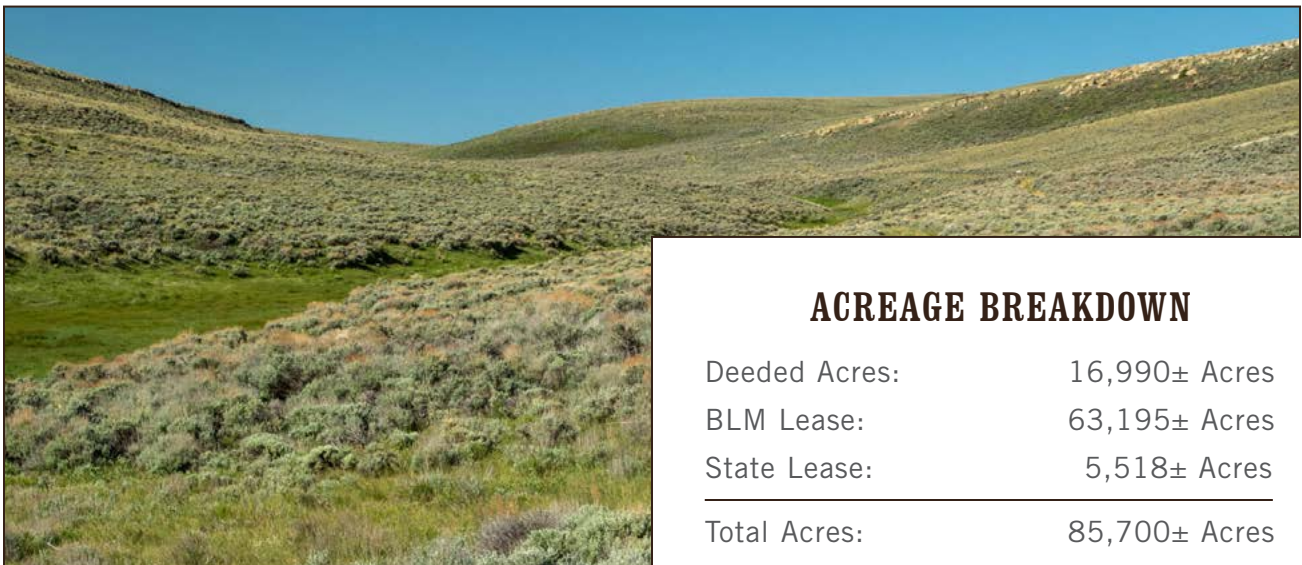 ACREAGE BREAKDOWN
Deeded Acres: 16,990± Acres
BLM Lease: 63,195± Acres
State Lease: 5,518± Acres
Total Acres: 85,700± Acres